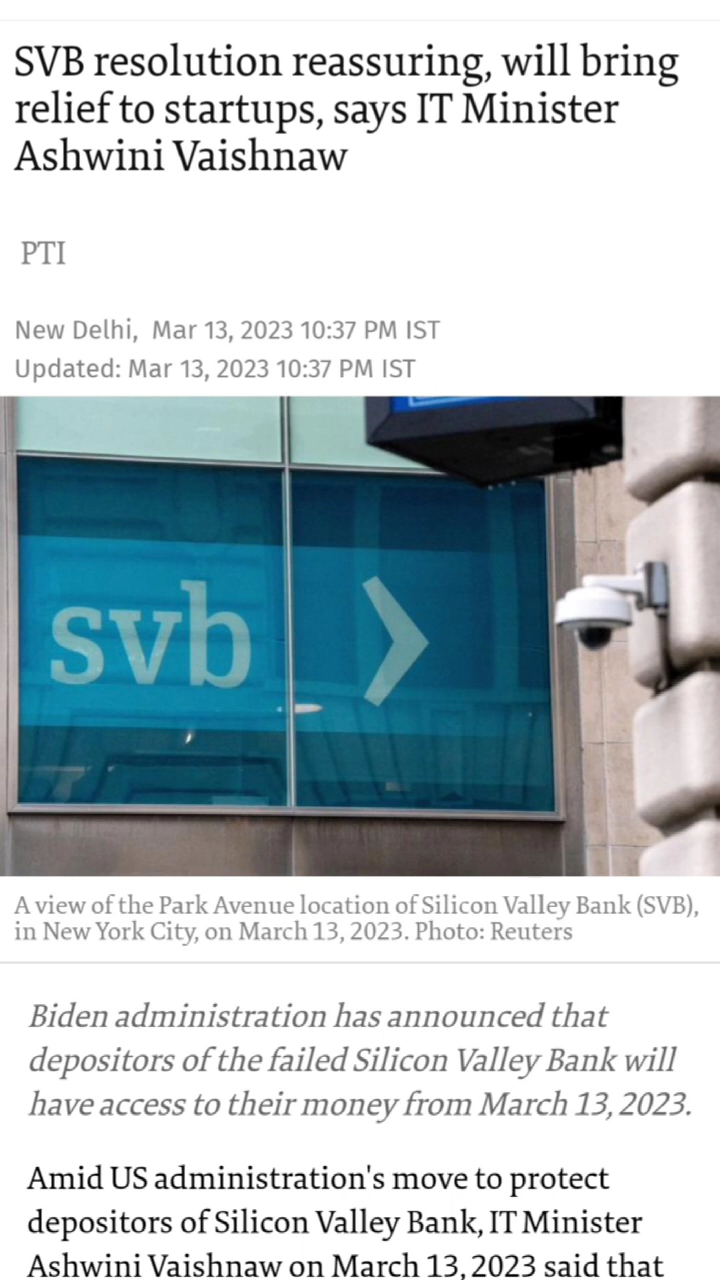 SVB resolution reassuring, will bring
relief to startups, says IT Minister
Ashwini Vaishnaw
PTI
New Delhi, Mar 13, 2023 10:37 PM IST
Updated: Mar 13, 2023 10:37 PM IST
svb
A view of the Park Avenue location of Silicon Valley Bank (SVB),
in New York City, on March 13, 2023. Photo: Reuters
Biden administration has announced that
depositors of the failed Silicon Valley Bank will
have access to their money from March 13, 2023.
Amid US administration's move to protect
depositors of Silicon Valley Bank, IT Minister
Ashwini Vaishnaw on March 13, 2023 said that